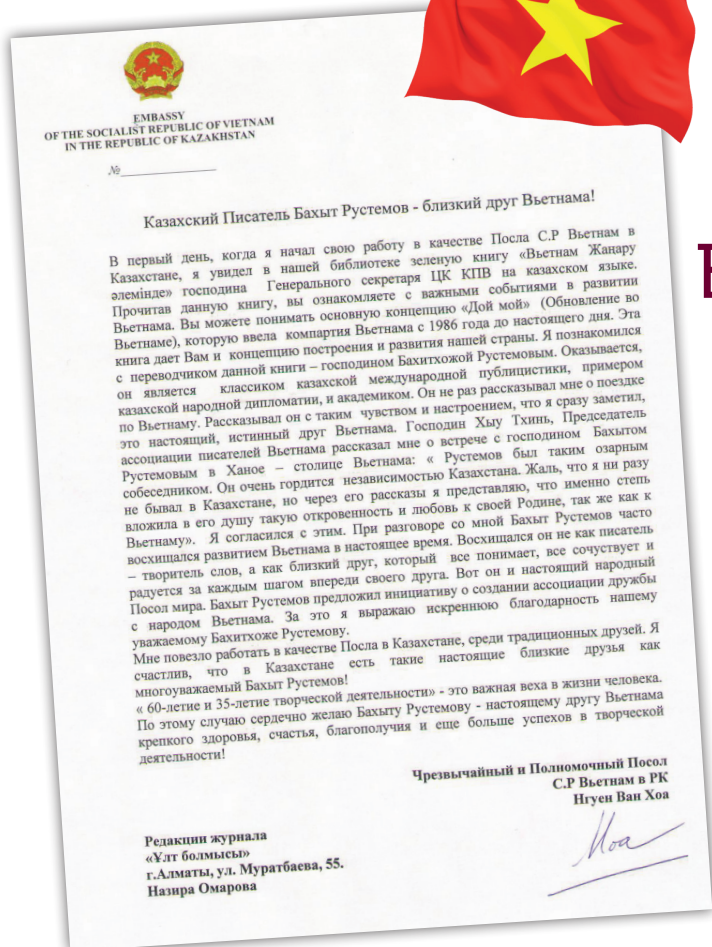 EMBASSY
OF THE SOCIALIST REPUBLIC OF VIETNAM
IN THE REPUBLIC OF KAZAKHSTAN
№
Казахский Писатель Бахыт Рустемов - близкий друг Вьетнама!
В первый день, когда я начал свою работу в качестве Посла С.Р Вьетнам в
Казахстане, я увидел в нашей библиотеке зеленую книгу «Вьетнам Жаңару
әлемінде» господина Генерального секретаря ЦК КПВ на казахском языке.
Прочитав данную книгу, вы ознакомляете с важными событиями в развитии
Вьетнама. Вы можете понимать основную концепцию «Дой мой» (Обновление во
Вьетнаме), которую ввела компартия Вьетнама с 1986 года до настоящего дня. Эта
книга дает Вам и концепцию построения и развития нашей страны. Я познакомился
с переводчиком данной книги – господином Бахитхожой Рустемовым. Оказывается,
он является классиком казахской международной публицистики, примером
казахской народной дипломатии, и академиком. Он не раз рассказывал мне о поездке
по Вьетнаму. Рассказывал он с таким чувством и настроением, что я сразу заметил,
это настоящий, истинный друг Вьетнама. Господин Хыу Тхинь, Председатель
ассоциации писателей Вьетнама рассказал мне о встрече с господином Бахытом
Рустемовым в Ханое – столице Вьетнама: « Рустемов был таким озарным
собеседником. Он очень гордится независимостью Казахстана. Жаль, что я ни разу
не бывал в Казахстане, но через его рассказы я представляю, что именно степь
вложила в его душу такую откровенность и любовь к своей Родине, так же как к
Вьетнаму». Я согласился с этим. При разговоре со мной Бахыт Рустемов часто
восхищался развитием Вьетнама в настоящее время. Восхищался он не как писатель
– творитель слов, а как близкий друг, который все понимает, все сочуствует и
радуется за каждым шагом впереди своего друга. Вот он и настоящий народный
Посол мира. Бахыт Рустемов предложил инициативу о создании ассоциации дружбы
с народом Вьетнама. За это я выражаю искреннюю благодарность нашему
уважаемому Бахитхоже Рустемову.
Мне повезло работать в качестве Посла в Казахстане, среди традиционных друзей. Я
счастлив, что в Казахстане есть такие настоящие близкие друзья как
многоуважаемый Бахыт Рустемов!
« 60-летие и 35-летие творческой деятельности» - это важная веха в жизни человека.
По этому случаю сердечно желаю Бахыту Рустемову - настоящему другу Вьетнама
крепкого здоровья, счастья, благополучия и еще больше успехов в творческой
деятельности!
Чрезвычайный и Полномочный Посол
С.Р Вьетнам в РК
Нгуен Ван Хоа
Редакции журнала
«Ұлт болмысы»
г.Алматы, ул. Муратбаева, 55.
Назира Омарова